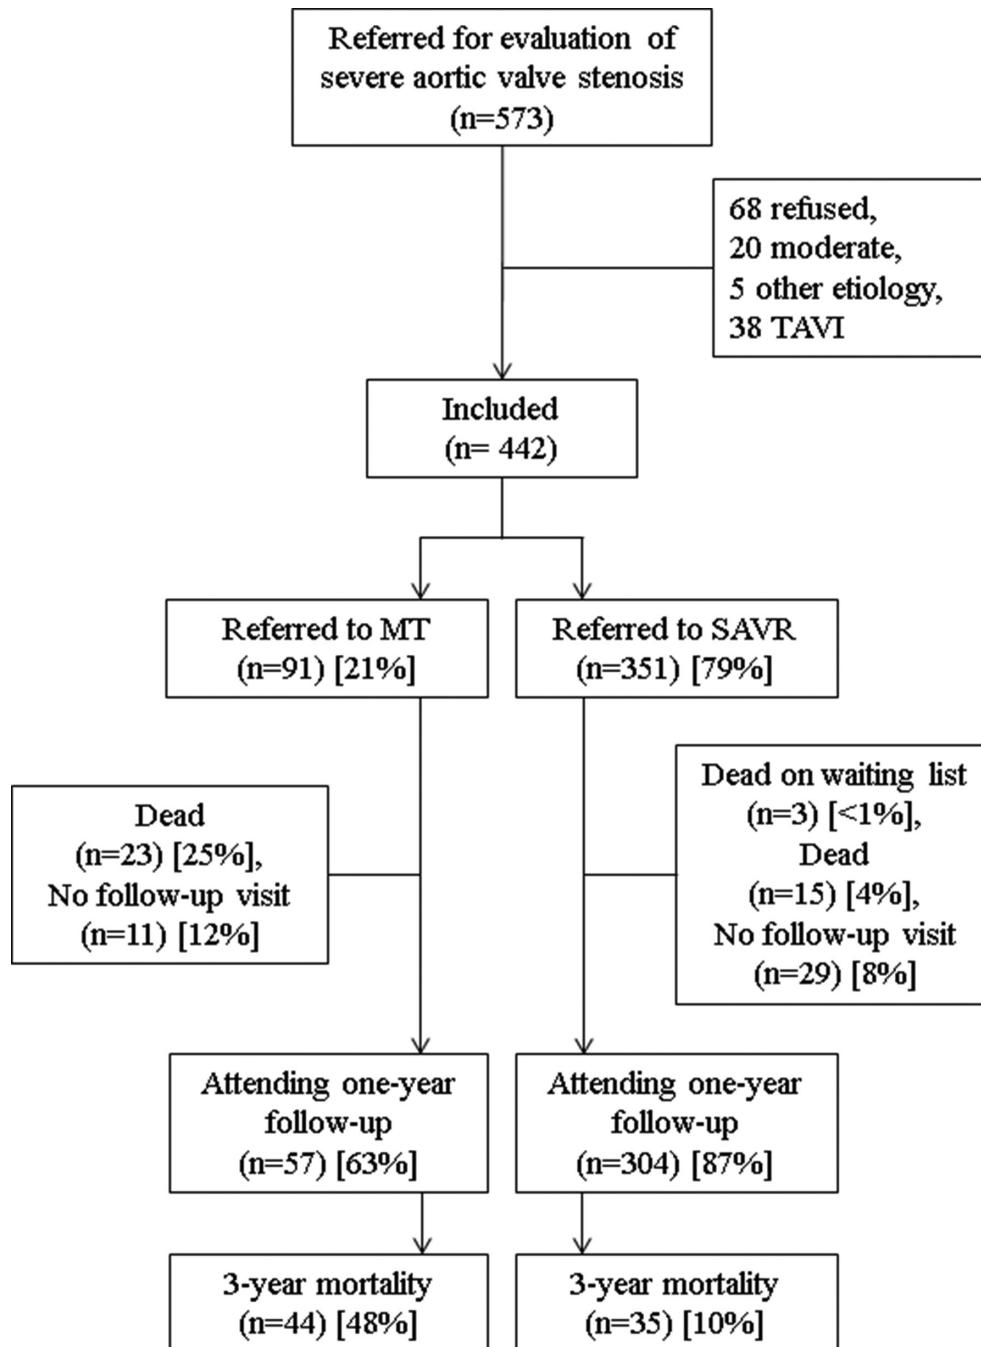 Referred for evaluation of
severe aortic valve stenosis
(n=573)
68 refused,
20 moderate,
5 other etiology,
38 TAVI
Included
(n= 442)
Referred to MT
(n=91) [21%]
Referred to SAVR
(n=351) [79%]
Dead
(n=23) [25%],
No follow-up visit
(n=11) [12%]
Dead on waiting list
(n=3) [<1%],
Dead
(n=15) [4%],
No follow-up visit
(n=29) [8%]
Attending one-year
follow-up
(n=57) [63%]
Attending one-year
follow-up
(n=304) [87%]
3-year mortality
(n=44) [48%]
3-year mortality
(n=35) [10%]